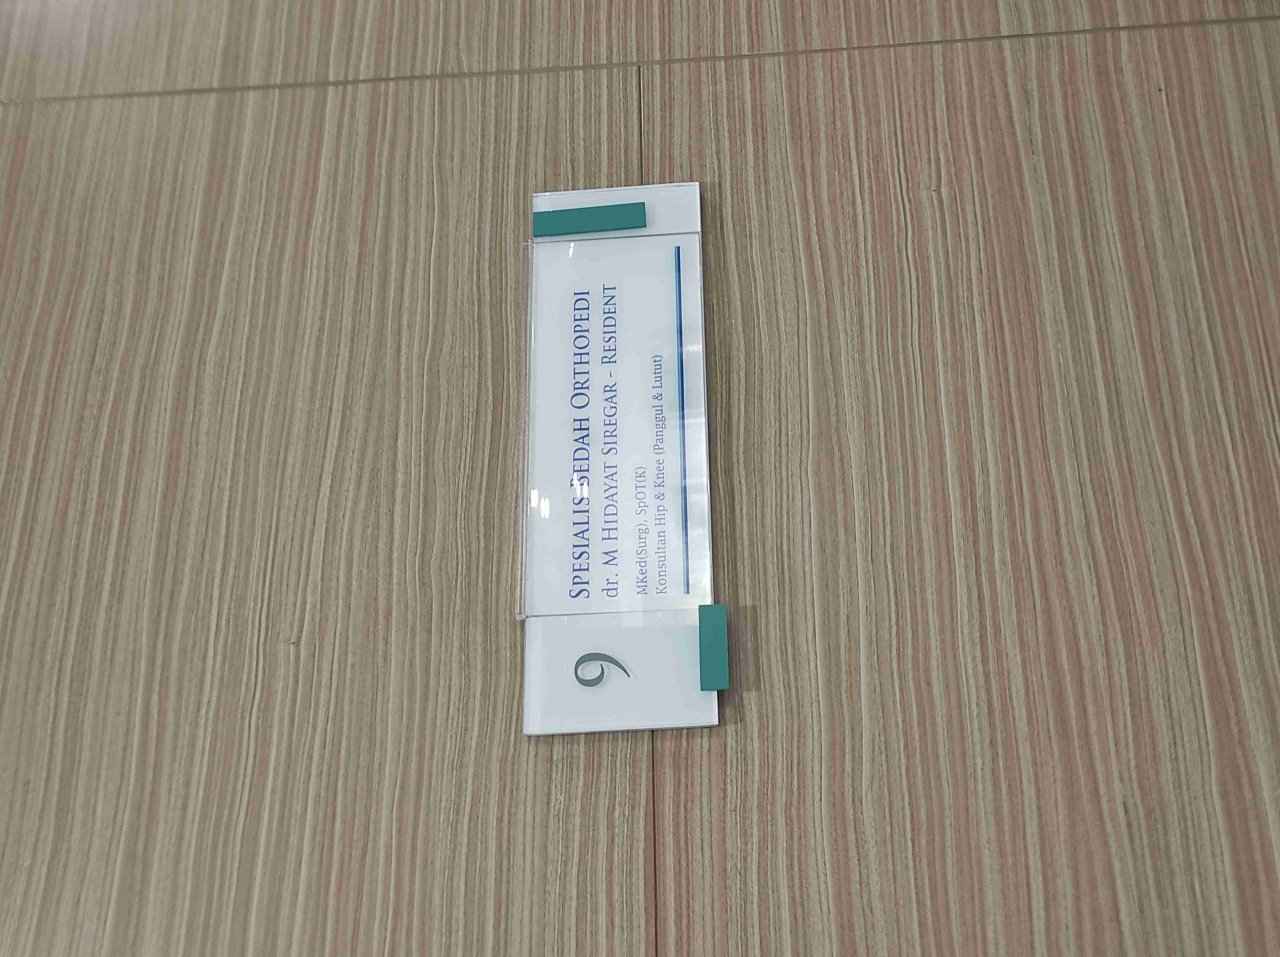 9
SPESIALIS BEDAH ORTHOPEDI
dr. M HIDAYAT SIREGAR - RESIDENT
MKed(Surg), SpOT(K)
Konsultan Hip & Knee (Panggul & Lutut)